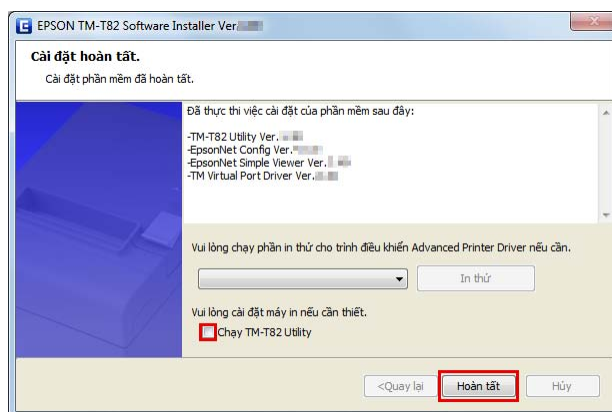 EPSON TM-T82 Software Installer Ver.
Cài đặt hoàn tất.
Cài đặt phần mềm đã hoàn tất.
Đã thực thi việc cài đặt của phần mềm sau đây:
-TM-T82 Utility Ver.
-EpsonNet Config Ver.
-EpsonNet Simple Viewer Ver.
-TM Virtual Port Driver Ver.
Vui lòng chạy phần in thử cho trình điều khiển Advanced Printer Driver nếu cần.
In thử
Vui lòng cài đặt máy in nếu cần thiết.
Chạy TM-T82 Utility
<Quay lại Hoàn tất Hủy